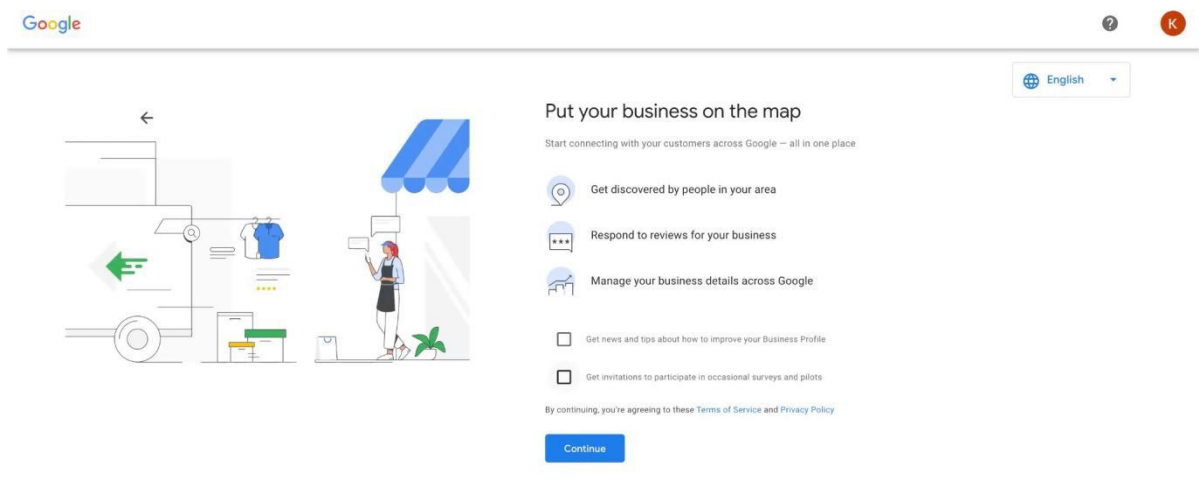 Google
K
English
Put your business on the map
Start connecting with your customers across Google — all in one place
Get discovered by people in your area
Respond to reviews for your business
Manage your business details across Google
Get news and tips about how to improve your Business Profile
Get invitations to participate in occasional surveys and pilots
By continuing, you're agreeing to these Terms of Service and Privacy Policy
Continue